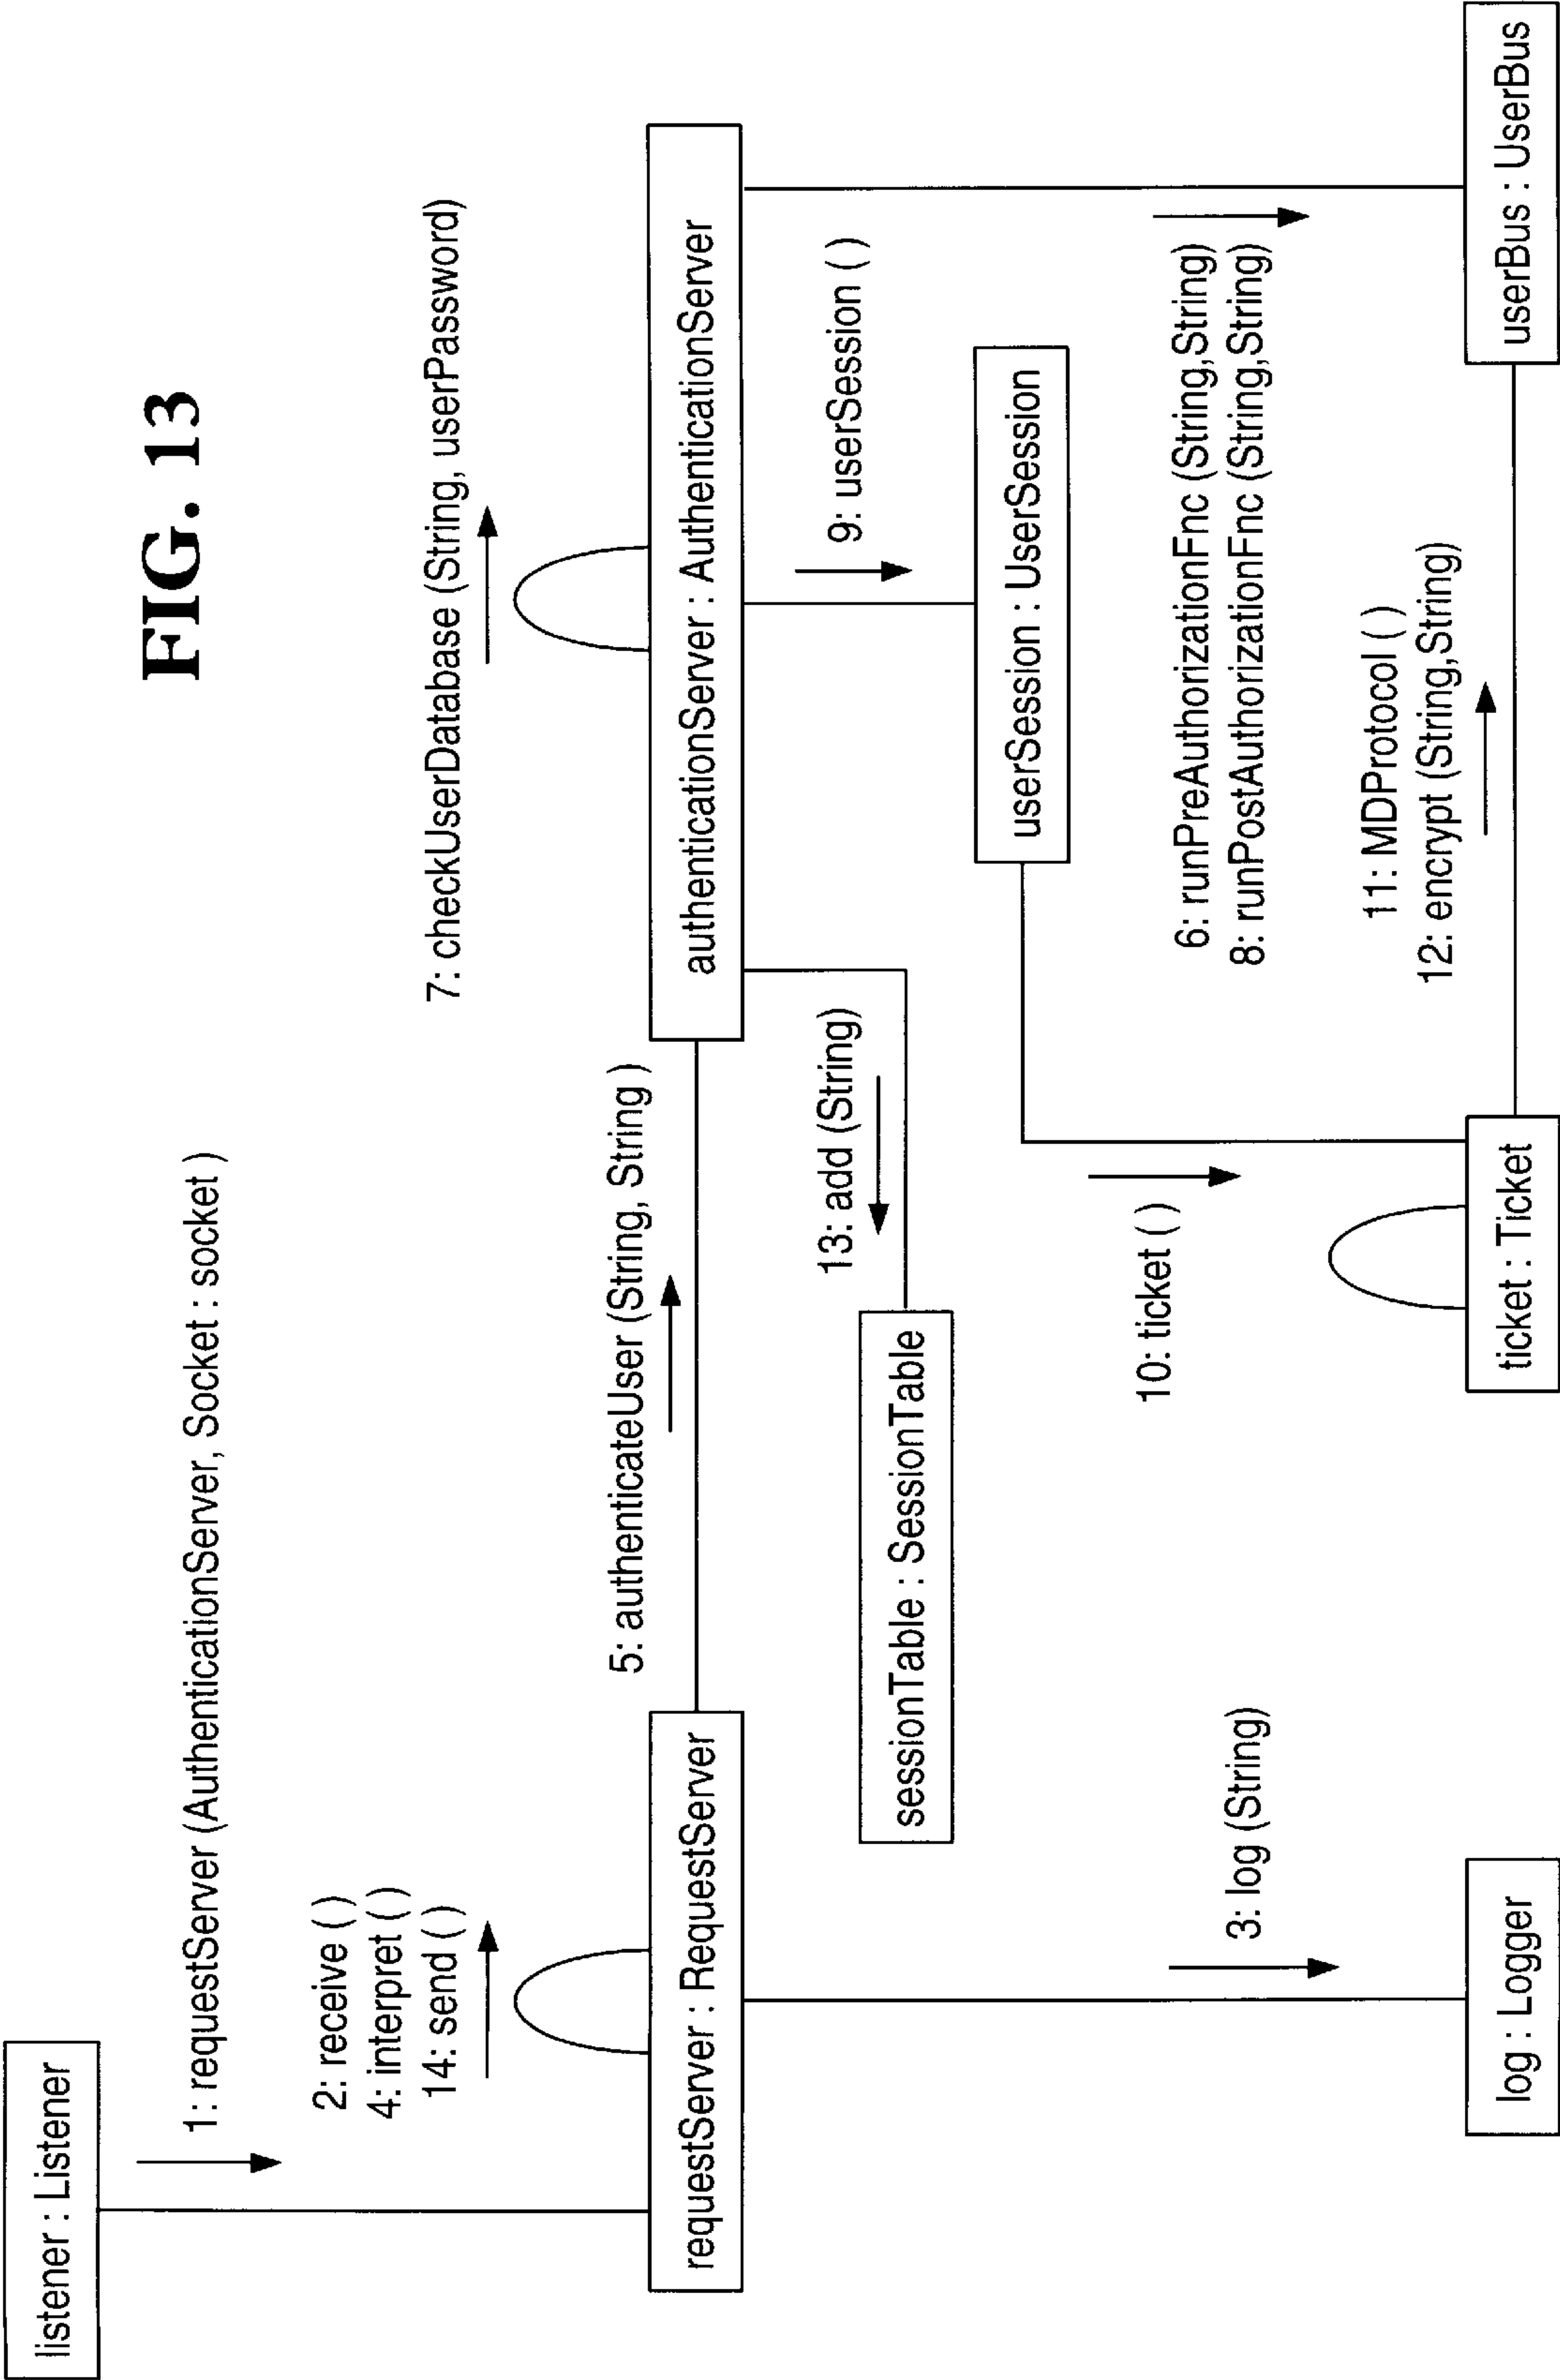 FIG. 13
listener : Listener
1: requestServer (AuthenticationServer, Socket : socket )
2: receive ( )
4: interpret ( )
14: send ( )
7: checkUserDatabase (String, userPassword)
requestServer : RequestServer
5: authenticateUser (String, String )
authenticationServer : AuthenticationServer
13: add (String)
9: userSession ( )
sessionTable : SessionTable
userSession : UserSession
3: log (String)
10: ticket ( )
6: runPreAuthorizationFnc (String,String)
8: runPostAuthorizationFnc (String,String)
11: MDProtocol ( )
12: encrypt (String,String)
log : Logger
ticket : Ticket
userBus : UserBus